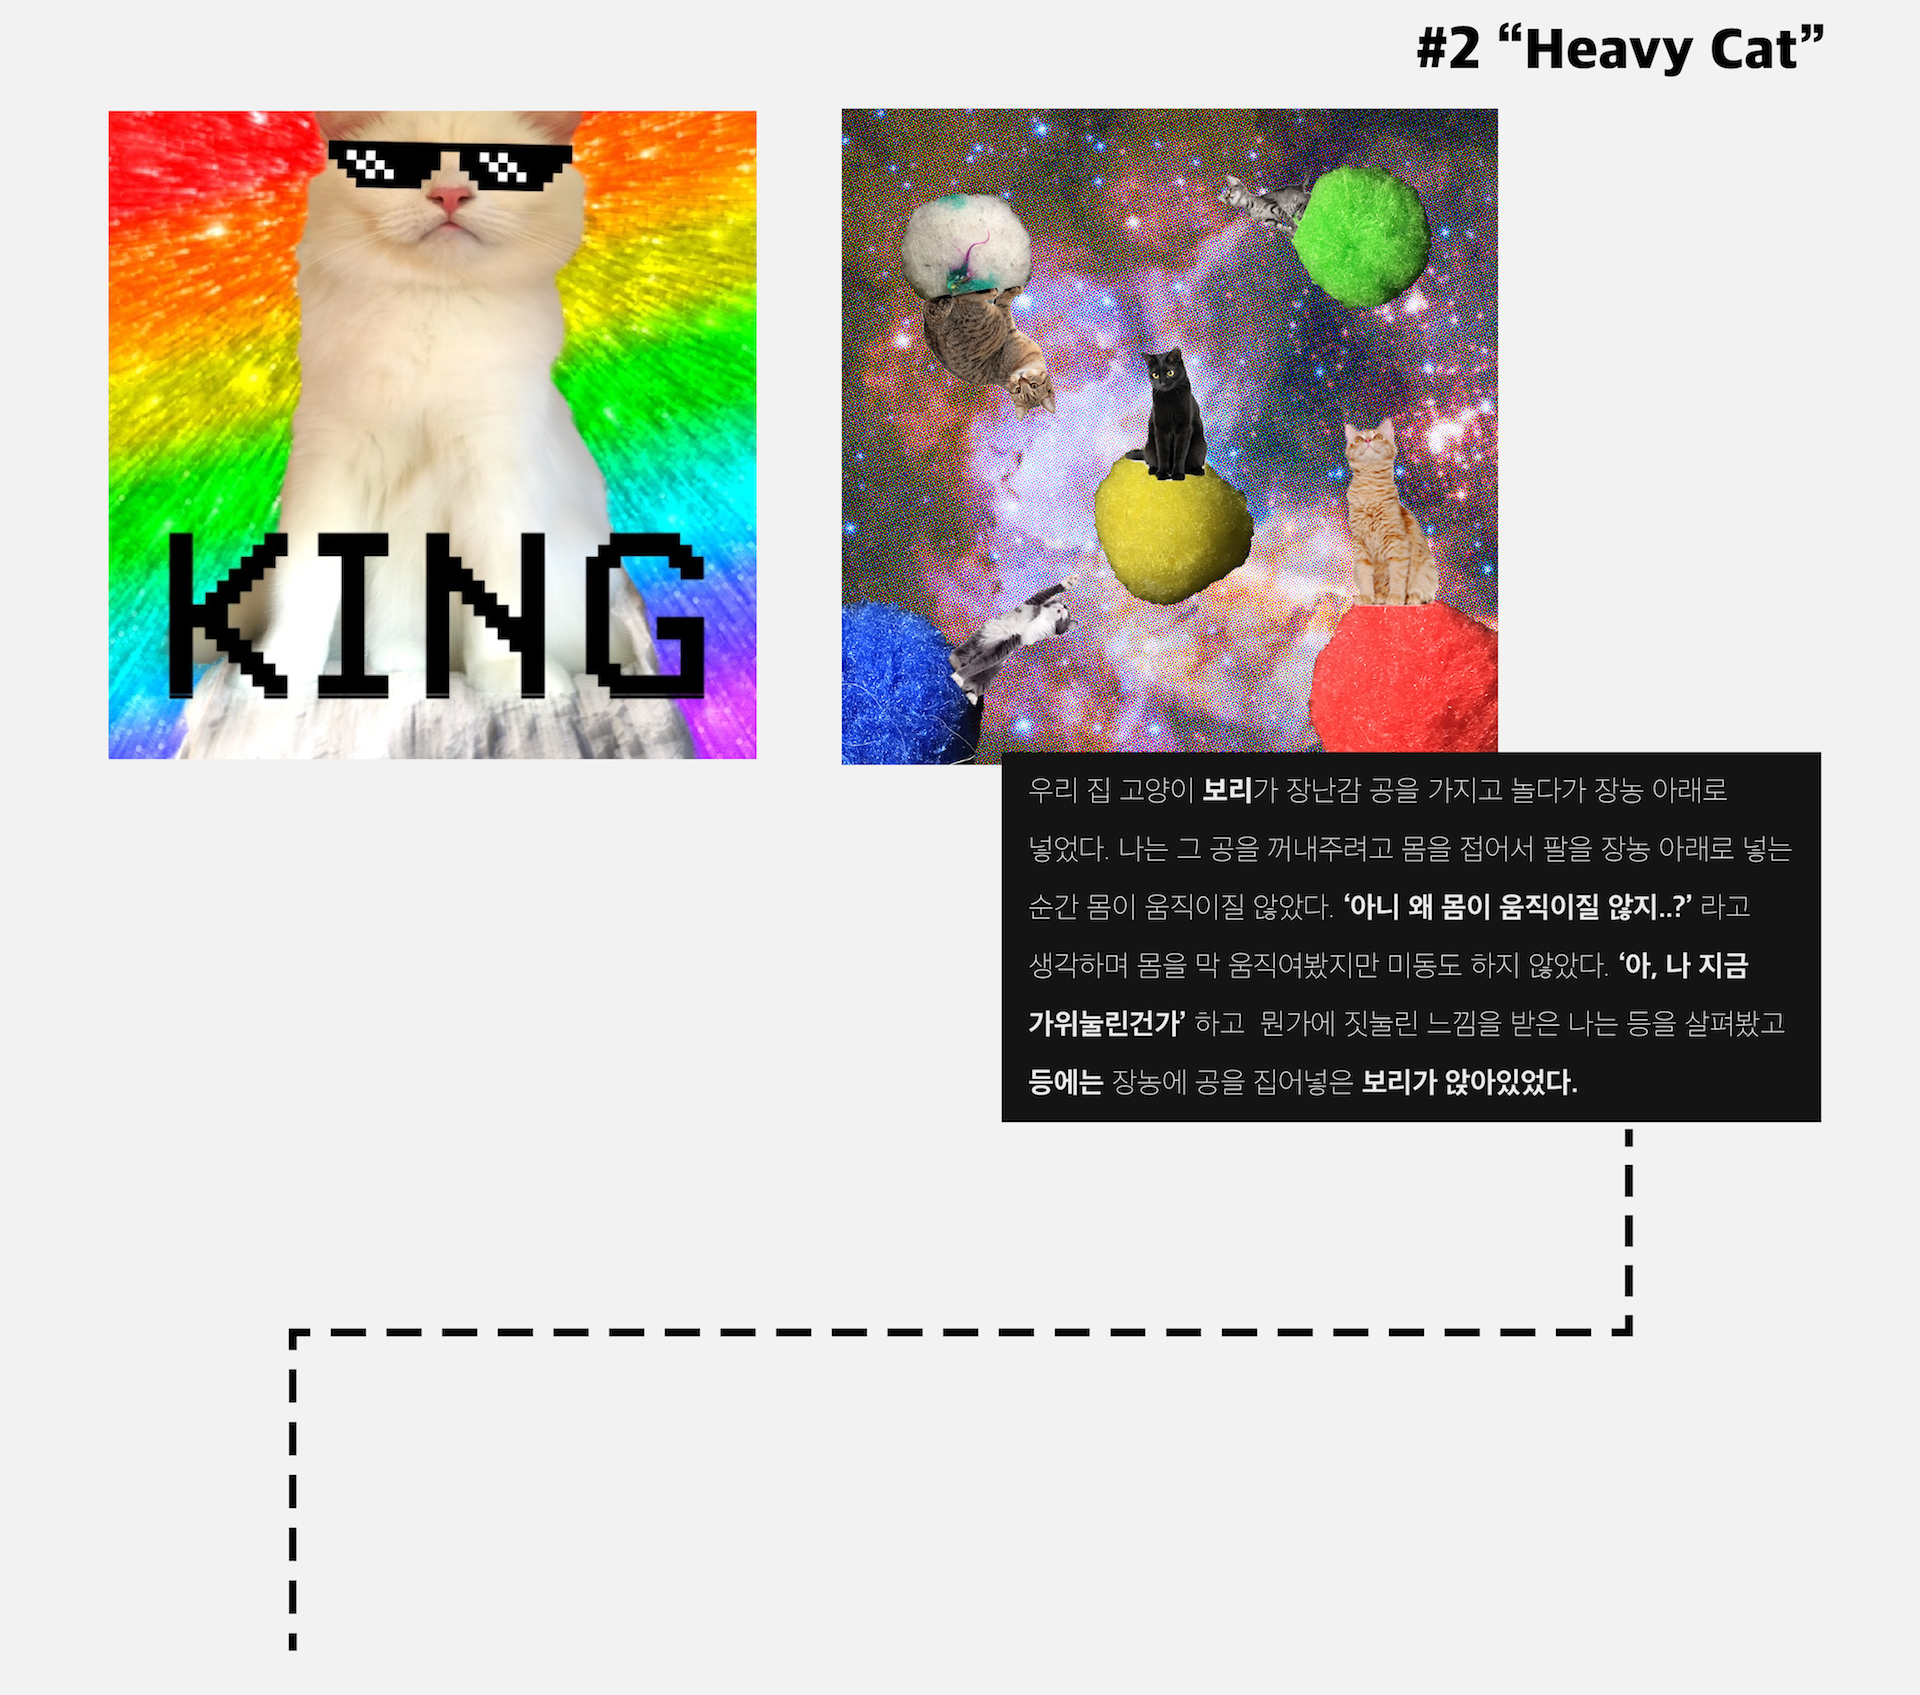 #2 “Heavy Cat”
KING
우리 집 고양이 보리가 장난감 공을 가지고 놀다가 장농 아래로
넣었다. 나는 그 공을 꺼내주려고 몸을 접어서 팔을 장농 아래로 넣는
순간 몸이 움직이질 않았다. ‘아니 왜 몸이 움직이질 않지..?’ 라고
생각하며 몸을 막 움직여봤지만 미동도 하지 않았다. ‘아, 나 지금
가위눌린건가’ 하고 뭔가에 짓눌린 느낌을 받은 나는 등을 살펴봤고
등에는 장농에 공을 집어넣은 보리가 앉아있었다.